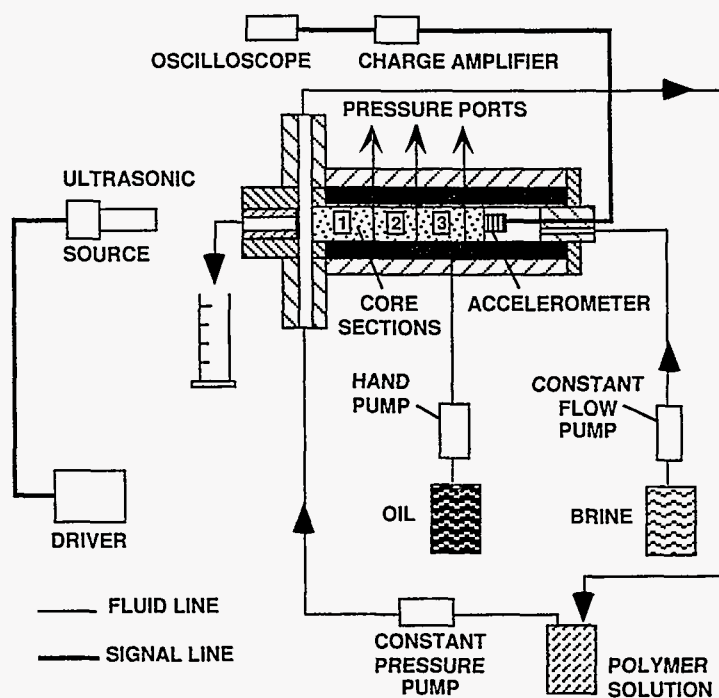 OSCILLOSCOPE
CHARGE AMPLIFIER
PRESSURE PORTS
ULTRASONIC
SOURCE
1
2
3
CORE
SECTIONS
ACCELEROMETER
HAND
PUMP
CONSTANT
FLOW
PUMP
OIL
BRINE
DRIVER
FLUID LINE
SIGNAL LINE
CONSTANT
PRESSURE
PUMP
POLYMER
SOLUTION